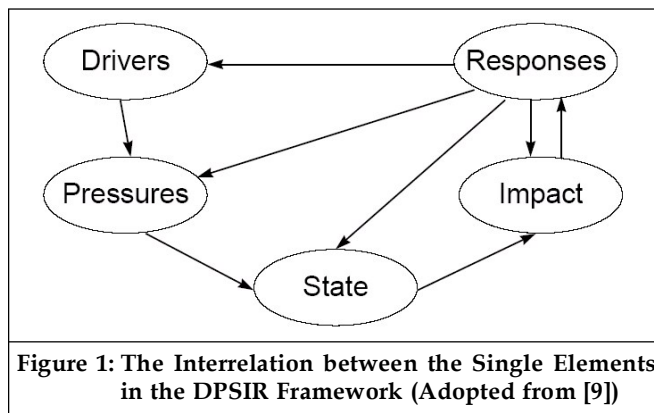 Drivers
Responses
Pressures
Impact
State
Figure 1: The Interrelation between the Single Elements
in the DPSIR Framework (Adopted from [9])